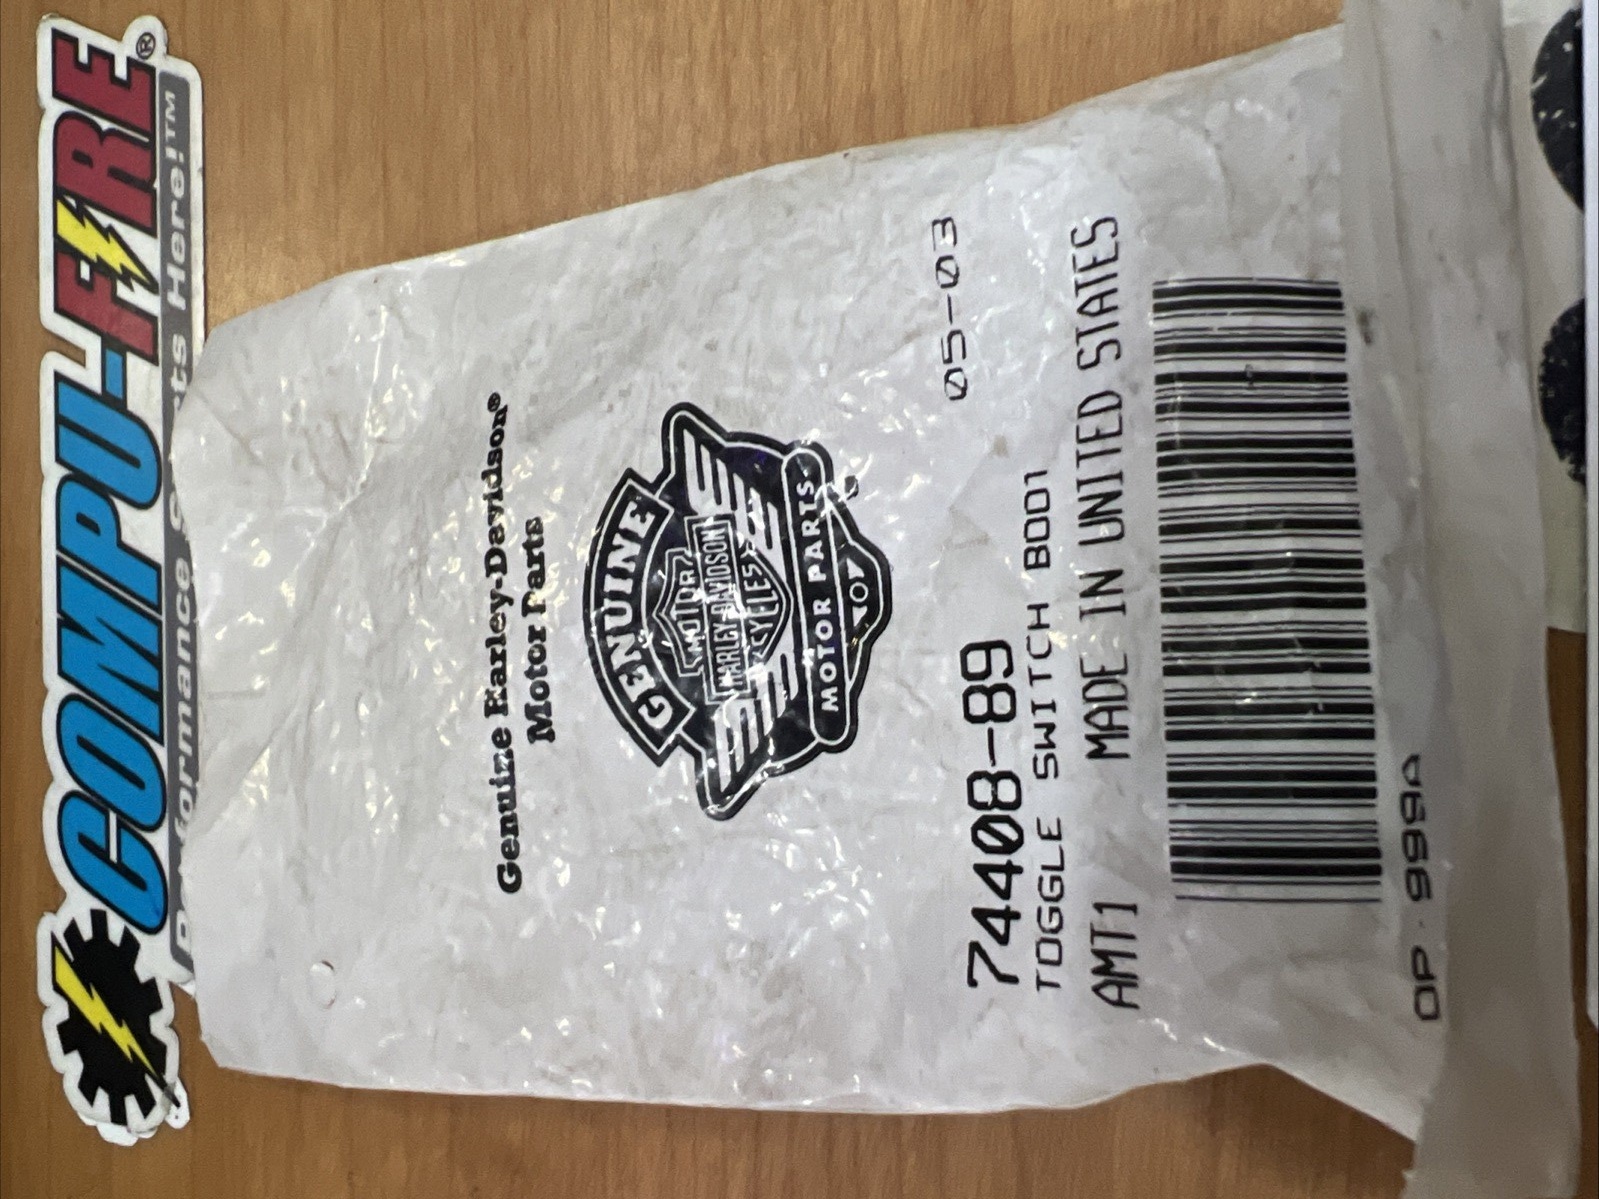 COMPU-FIRE®
Performance Here!™
Genuine Harley-Davidson®
Motor Parts
GENUINE
MOTOR
HARLEY-DAVIDSON
CYCLES
MOTOR PARTS
05-03
74408-89
TOGGLE SWITCH BOOT
AMT1 MADE IN UNITED STATES
OP. 999A